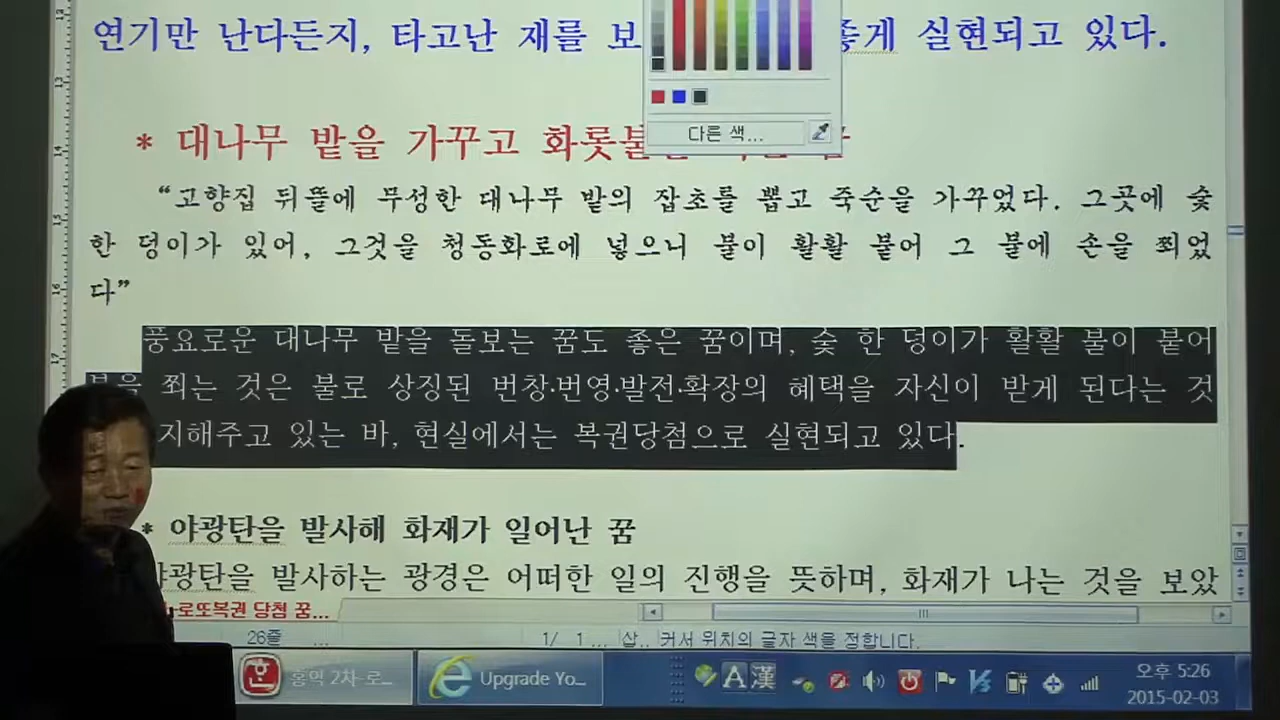 연기만 난다든지, 타고난 재를 보 좋게 실현되고 있다.
다른 색...
* 대나무 밭을 가꾸고 화롯불 꿈
“고향집 뒤뜰에 무성한 대나무 밭의 잡초를 뽑고 죽순을 가꾸었다. 그곳에 숯
한 덩이가 있어, 그것을 청동화로에 넣으니 불이 활활 붙어 그 불에 손을 쬐었
다”
풍요로운 대나무 밭을 돌보는 꿈도 좋은 꿈이며, 숯 한 덩이가 활활 불이 붙어
쬐는 것은 불로 상징된 번창·번영·발전·확장의 혜택을 자신이 받게 된다는 것
지해주고 있는 바, 현실에서는 복권당첨으로 실현되고 있다.
* 야광탄을 발사해 화재가 일어난 꿈
야광탄을 발사하는 광경은 어떠한 일의 진행을 뜻하며, 화재가 나는 것을 보았
로또복권 당첨 꿈...
26줄 1/ 1 ... 삽.. 커서 위치의 글자 색을 정합니다.
홍익 2차-로... Upgrade Yo... A 漢 오후 5:26
2015-02-03